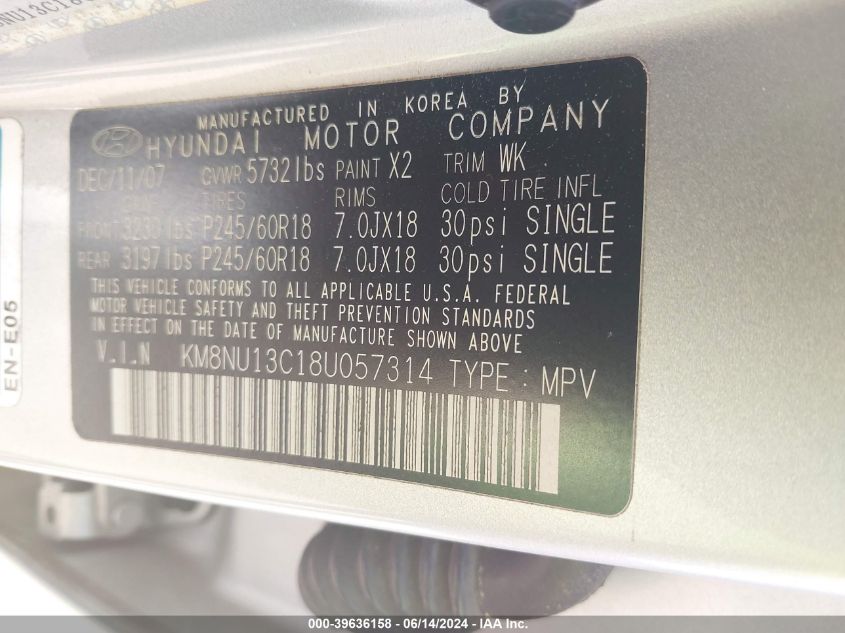 MANUFACTURED IN KOREA BY
HYUNDAI MOTOR COMPANY
DEC/11/07 GVWR 5732lbs PAINT X2 TRIM WK
TIRES RIMS COLD TIRE INFL
FRONT 3233lbs P245/60R18 7.0JX18 30psi SINGLE
REAR 3197lbs P245/60R18 7.0JX18 30psi SINGLE
THIS VEHICLE CONFORMS TO ALL APPLICABLE U.S.A. FEDERAL
MOTOR VEHICLE SAFETY AND THEFT PREVENTION STANDARDS
IN EFFECT ON THE DATE OF MANUFACTURE SHOWN ABOVE
V.I.N KM8NU13C18U057314 TYPE : MPV
EN-E05
000-39636158 - 06/14/2024 - IAA Inc.